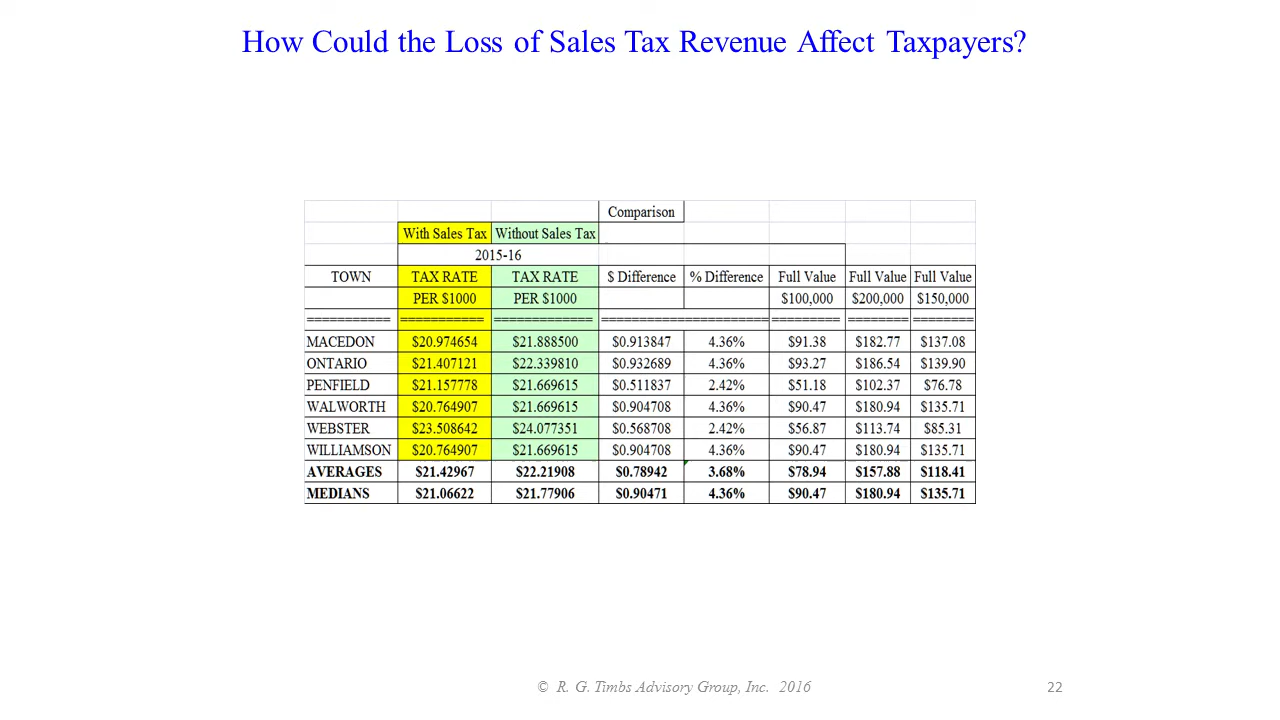 How Could the Loss of Sales Tax Revenue Affect Taxpayers?
Comparison
With Sales Tax Without Sales Tax
2015-16
TOWN TAX RATE TAX RATE $ Difference % Difference Full Value Full Value Full Value
PER $1000 PER $1000 $100,000 $200,000 $150,000
MACEDON $20.974654 $21.888500 $0.913847 4.36% $91.38 $182.77 $137.08
ONTARIO $21.407121 $22.339810 $0.932689 4.36% $93.27 $186.54 $139.90
PENFIELD $21.157778 $21.669615 $0.511837 2.42% $51.18 $102.37 $76.78
WALWORTH $20.764907 $21.669615 $0.904708 4.36% $90.47 $180.94 $135.71
WEBSTER $23.508642 $24.077351 $0.568708 2.42% $56.87 $113.74 $85.31
WILLIAMSON $20.764907 $21.669615 $0.904708 4.36% $90.47 $180.94 $135.71
AVERAGES $21.42967 $22.21908 $0.78942 3.68% $78.94 $157.88 $118.41
MEDIANS $21.06622 $21.77906 $0.90471 4.36% $90.47 $180.94 $135.71
© R. G. Timbs Advisory Group, Inc. 2016 22